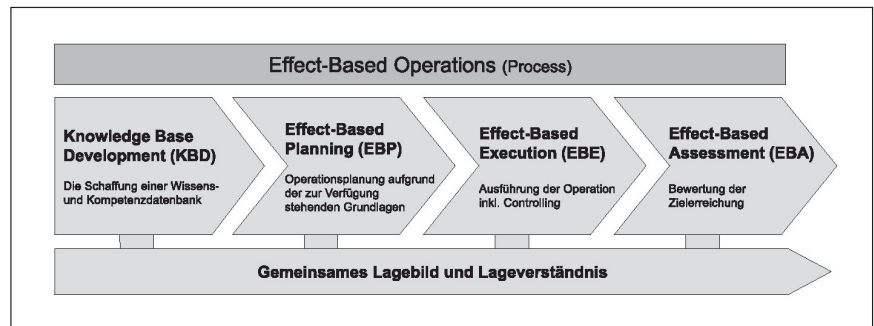 Effect-Based Operations (Process)
Knowledge Base
Development (KBD)
Die Schaffung einer Wissens-
und Kompetenzdatenbank
Effect-Based
Planning (EBP)
Operationsplanung aufgrund
der zur Verfügung
stehenden Grundlagen
Effect-Based
Execution (EBE)
Ausführung der Operation
inkl. Controlling
Effect-Based
Assessment (EBA)
Bewertung der
Zielerreichung
Gemeinsames Lagebild und Lageverständnis